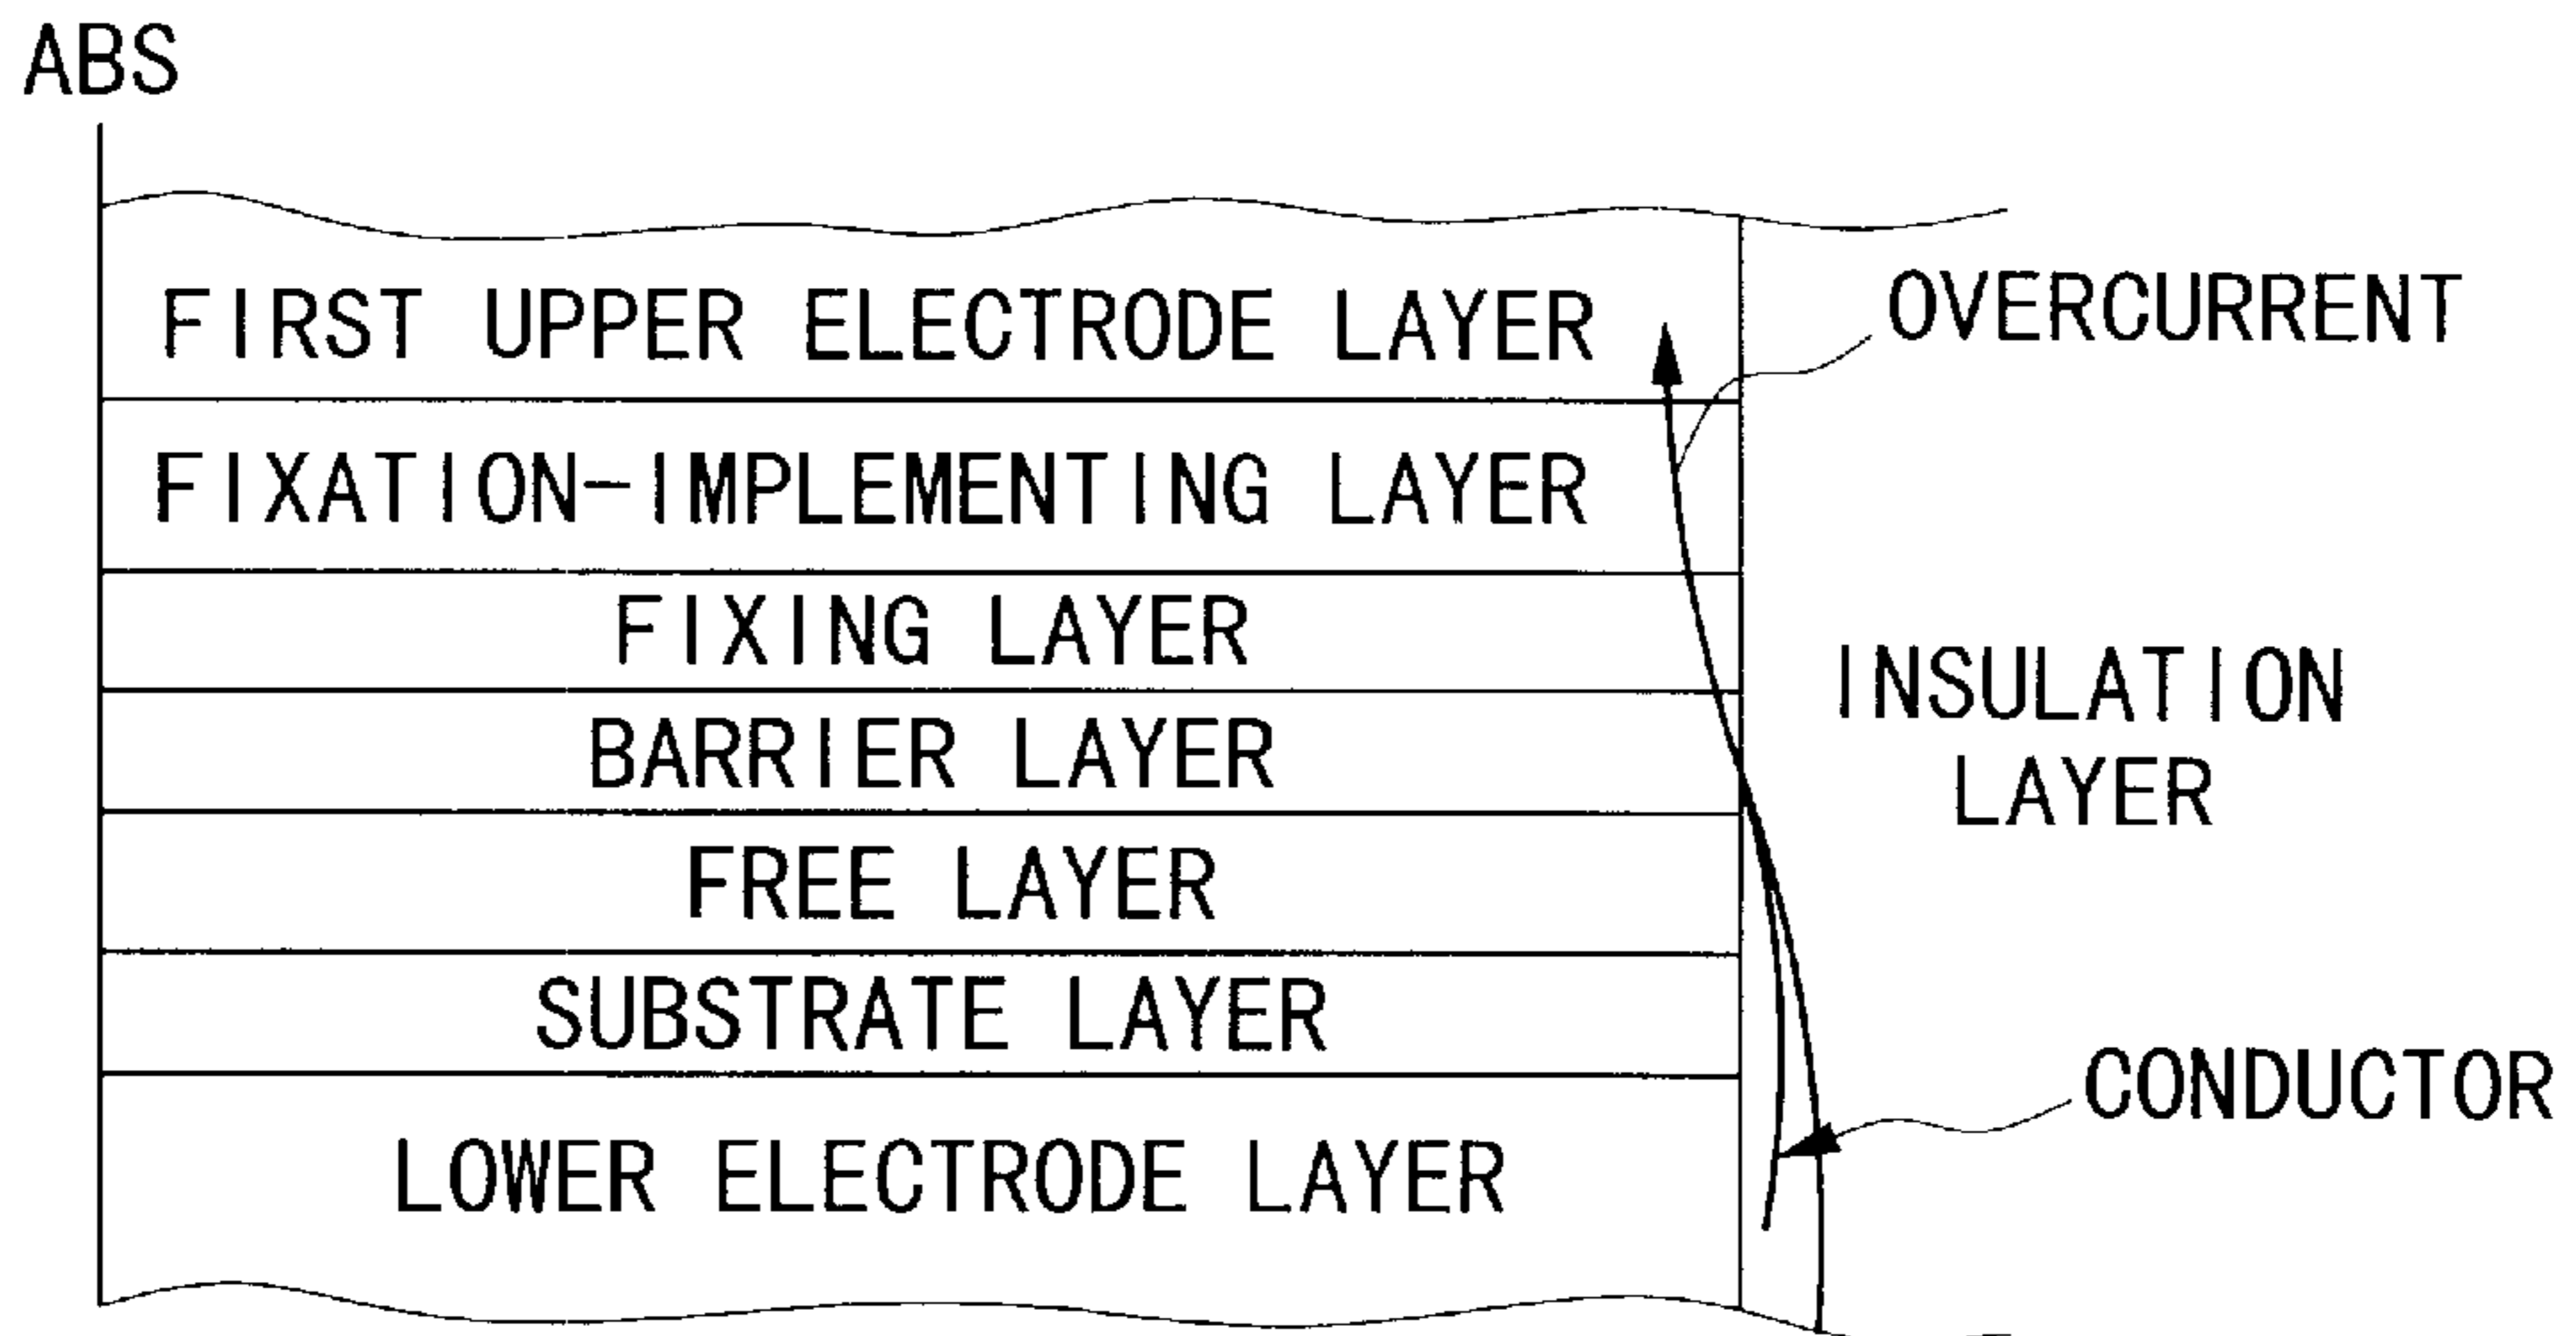 ABS
FIRST UPPER ELECTRODE LAYER
OVERCURRENT
FIXATION-IMPLEMENTING LAYER
FIXING LAYER
INSULATION
LAYER
BARRIER LAYER
FREE LAYER
SUBSTRATE LAYER
CONDUCTOR
LOWER ELECTRODE LAYER